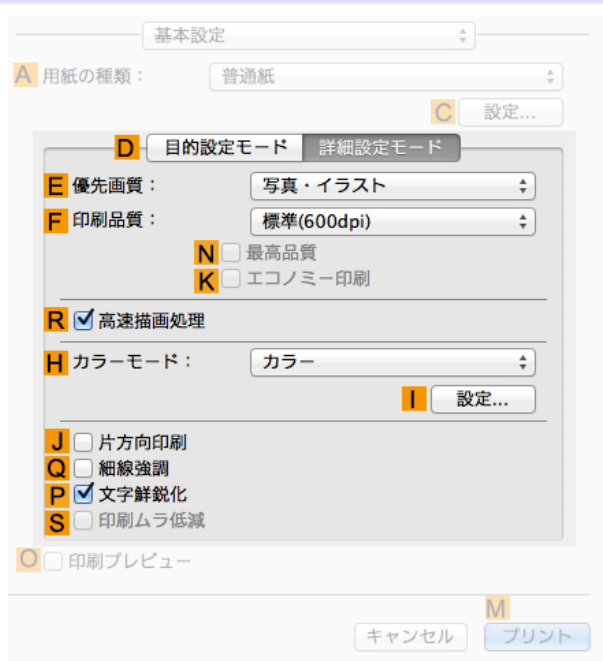 基本設定
A 用紙の種類： 普通紙
C 設定...
D 目的設定モード 詳細設定モード
E 優先画質： 写真・イラスト
F 印刷品質： 標準(600dpi)
N 最高品質
K エコノミー印刷
R 高速描画処理
H カラーモード： カラー
I 設定...
J 片方向印刷
Q 細線強調
P 文字鮮鋭化
S 印刷ムラ低減
O 印刷プレビュー
M
キャンセル プリント